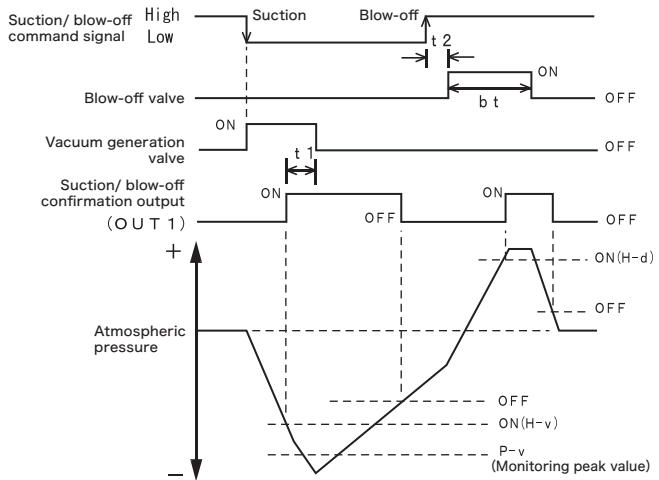 Suction/ blow-off
command signal
High
Low
Suction
Blow-off
t 2
Blow-off valve
ON
b t
OFF
Vacuum generation
valve
ON
OFF
t 1
Suction/ blow-off
confirmation output
(OUT1)
ON
OFF
ON
OFF
+
ON(H-d)
OFF
Atmospheric
pressure
OFF
ON(H-v)
P-v
(Monitoring peak value)
−